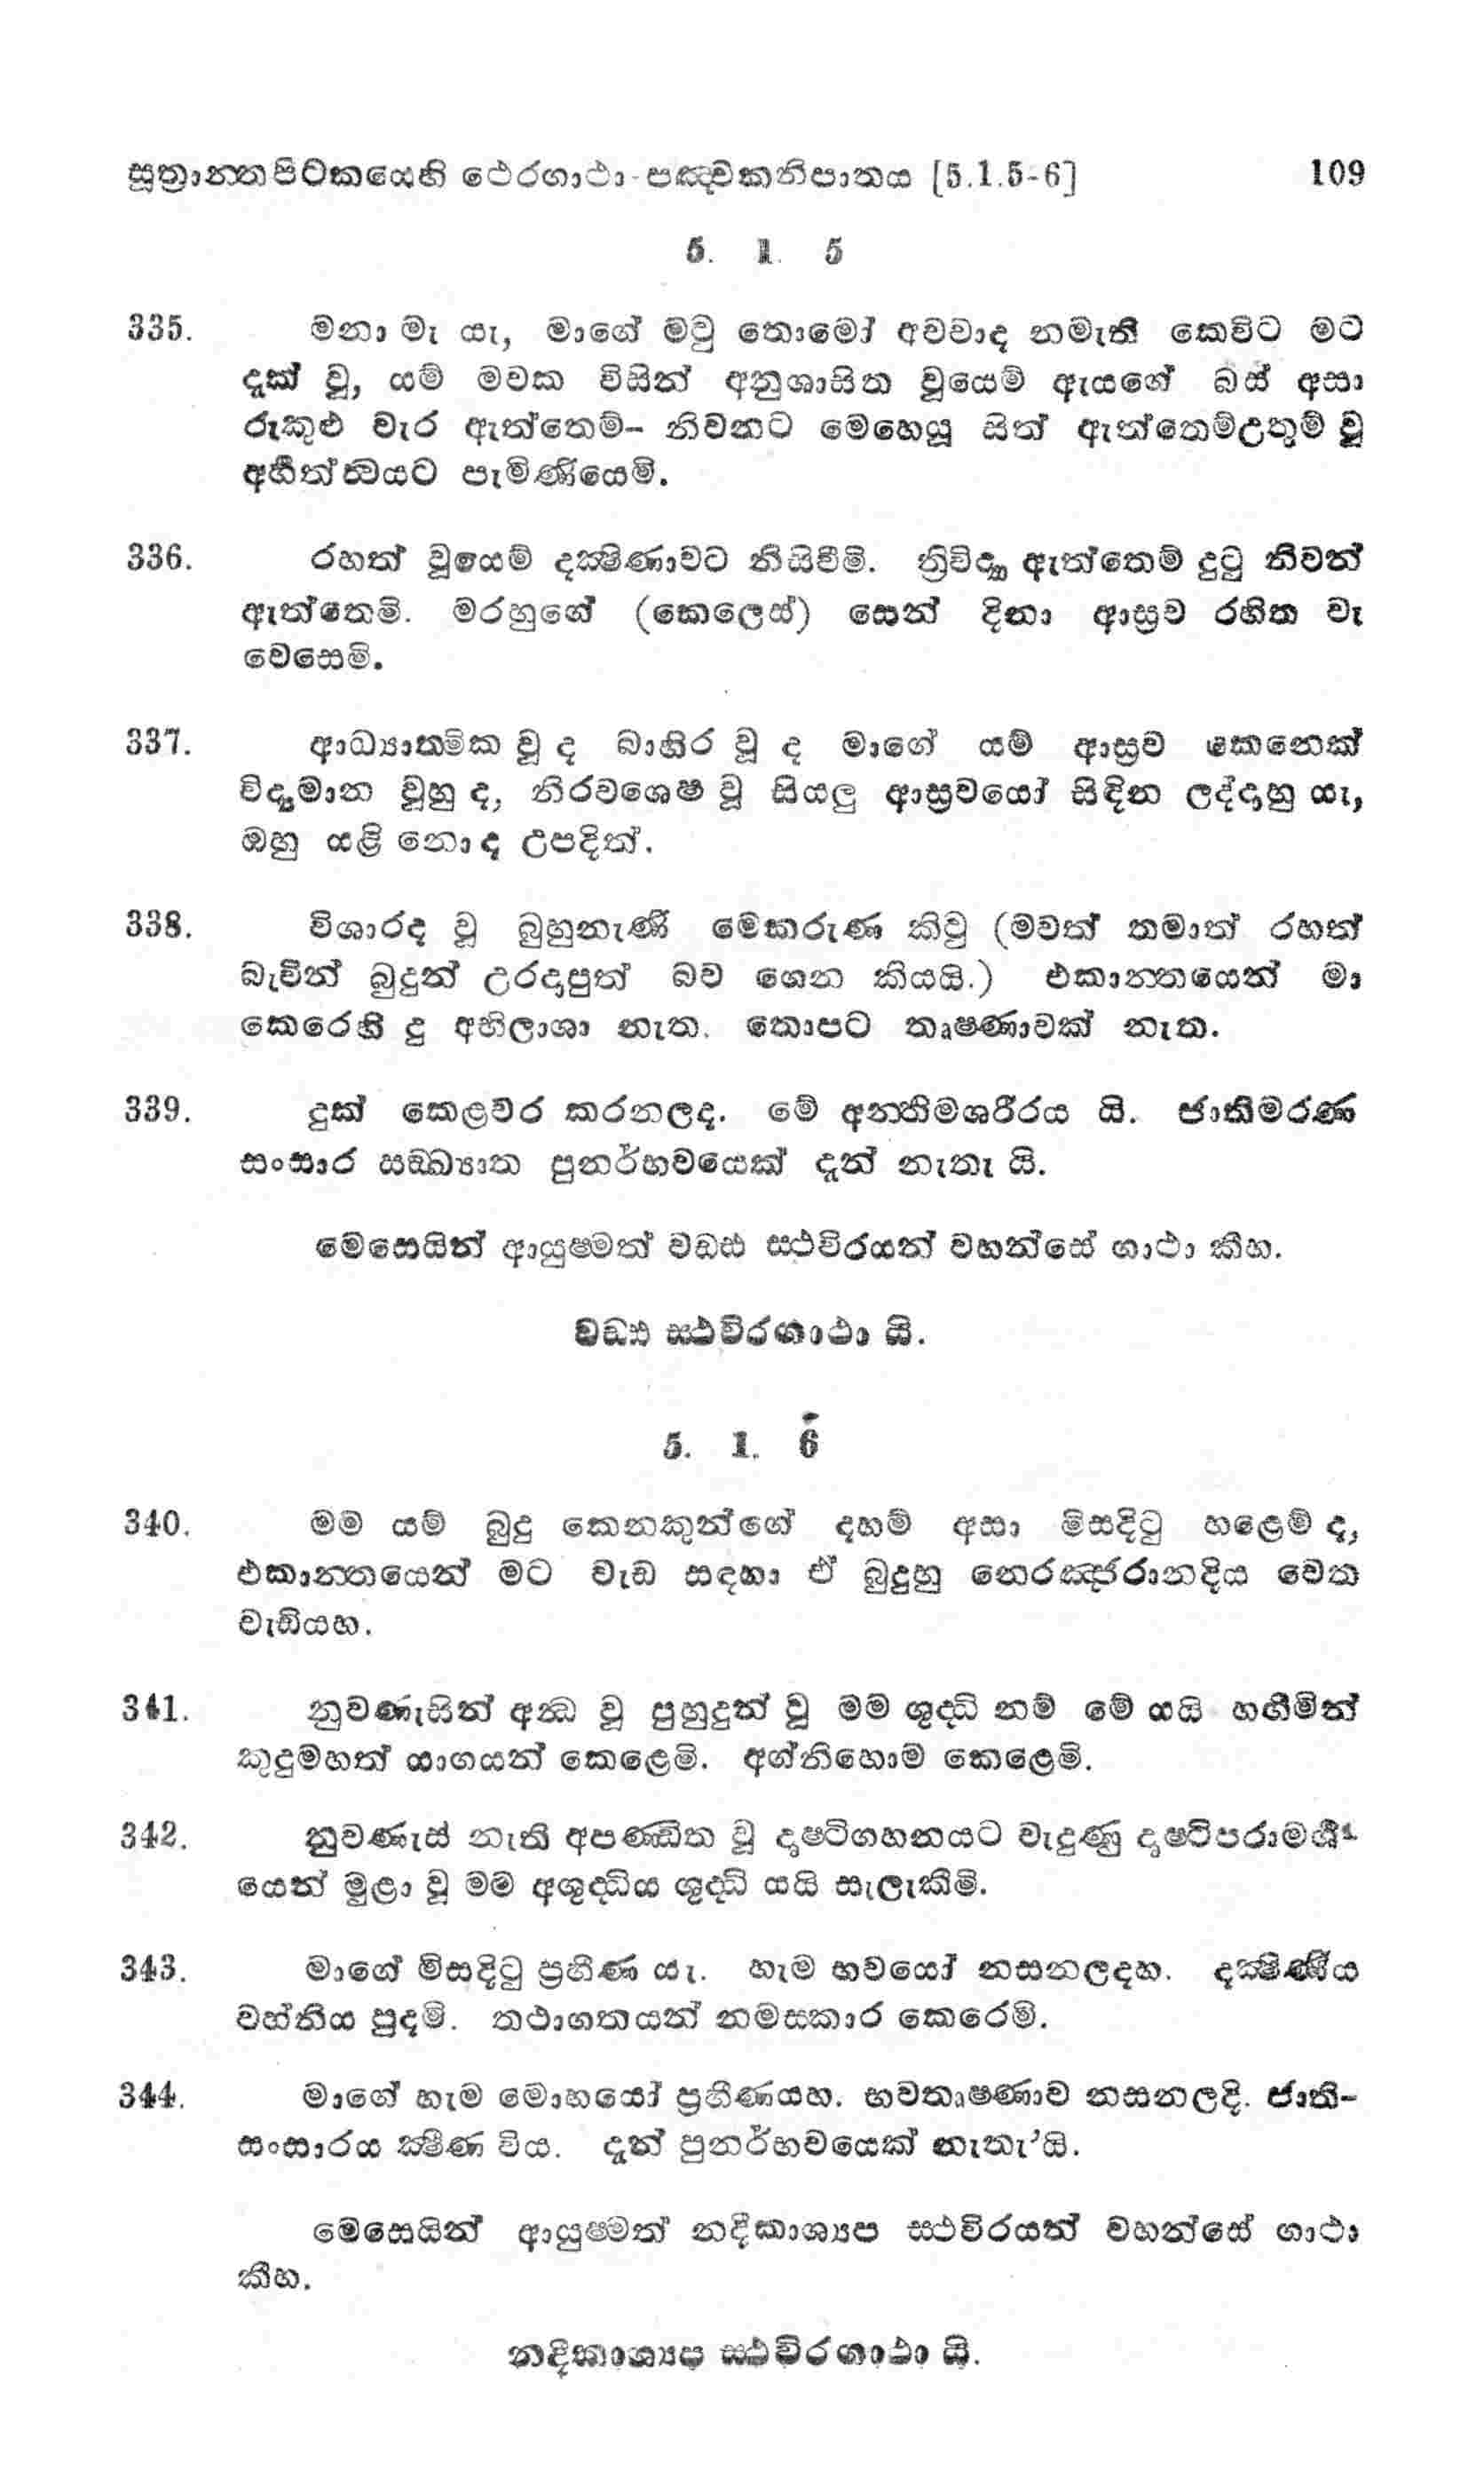 සූත්‍රාන්තපිටකයෙහි ථෙරගාථා-පඤ්චකනිපාතය [5.1.5-6] 109
5. 1. 5
335. මනා මැ යැ, මාගේ මවු තොමෝ අවවාද නමැති කෙවිට මට
දැක් වූ, යම් මවක විසින් අනුශාසිත වූයෙම් ඇයගේ බස් අසා
රුකුළු වැර ඇත්තෙම්- නිවනට මෙහෙයූ සිත් ඇත්තෙම්උතුම් වූ
අර්හත්ත්වයට පැමිණියෙමි.
336. රහත් වූයෙම් දක්ෂිණාවට නිසිවීමි. ත්‍රිවිද්‍යා ඇත්තෙම් දුටු නිවන්
ඇත්තෙමි. මරහුගේ (කෙලෙස්) සෙන් දිනා ආස්‍රව රහිත වැ
වෙසෙමි.
337. ආධ්‍යාත්මික වූ ද බාහිර වූ ද මාගේ යම් ආස්‍රව කෙනෙක්
විද්‍යමාන වූහු ද, නිරවශෙෂ වූ සියලු ආස්‍රවයෝ සිඳින ලද්දාහු යැ,
ඔහු යළි නොද උපදිත්.
338. විශාරද වූ බුහුනැණි මෙකරුණ කිවු (මවත් තමාත් රහත්
බැවින් බුදුන් උරදාපුත් බව ගෙන කියයි.) එකාන්තයෙන් මා
කෙරෙහි දු අභිලාශා නැත. තොපට තෘෂ්ණාවක් නැත.
339. දුක් කෙළවර කරනලද. මේ අන්තිමශරීරය යි. ජාතිමරණ
සංසාර සඞ්ඛ්‍යාත පුනර්භවයෙක් දැන් නැතැ යි.
මෙසෙයින් ආයුෂ්මත් වඩ්ඪ ස්ථවිරයන් වහන්සේ ගාථා කීහ.
වඩ්ඪ ස්ථවිරගාථා යි.
5. 1. 6
340. මම යම් බුදු කෙනකුන්ගේ දහම් අසා මිසදිටු හළෙම් ද,
එකාන්තයෙන් මට වැඩ සඳහා ඒ බුදුහු නෙරඤ්ජරානදිය වෙත
වැඩියහ.
341. නුවණැසින් අන්ධ වූ පුහුදුන් වූ මම ශුද්ධි නම් මේ යයි හඟිමින්
කුදුමහත් යාගයන් කෙළෙමි. අග්නිහොම කෙළෙමි.
342. නුවණැස් නැති අපණ්ඩිත වූ දෘෂ්ටිගහනයට වැදුණු දෘෂ්ටිපරාමර්ශ-
යෙන් මුළා වූ මම අශුද්ධිය ශුද්ධි යයි සැලැකීමි.
343. මාගේ මිසදිටු ප්‍රහීණ යැ. හැම භවයෝ නසනලදහ. දක්ෂිණීය
වහ්නිය පුදමි. තථාගතයන් නමස්කාර කෙරෙමි.
344. මාගේ හැම මොහයෝ ප්‍රහීණයහ. භවතෘෂ්ණාව නසනලදි. ජාති-
සංසාරය ක්ෂීණ විය. දැන් පුනර්භවයෙක් නැතැ'යි.
මෙසෙයින් ආයුෂ්මත් නදීකාශ්‍යප ස්ථවිරයන් වහන්සේ ගාථා
කීහ.
නදීකාශ්‍යප ස්ථවිරගාථා යි.